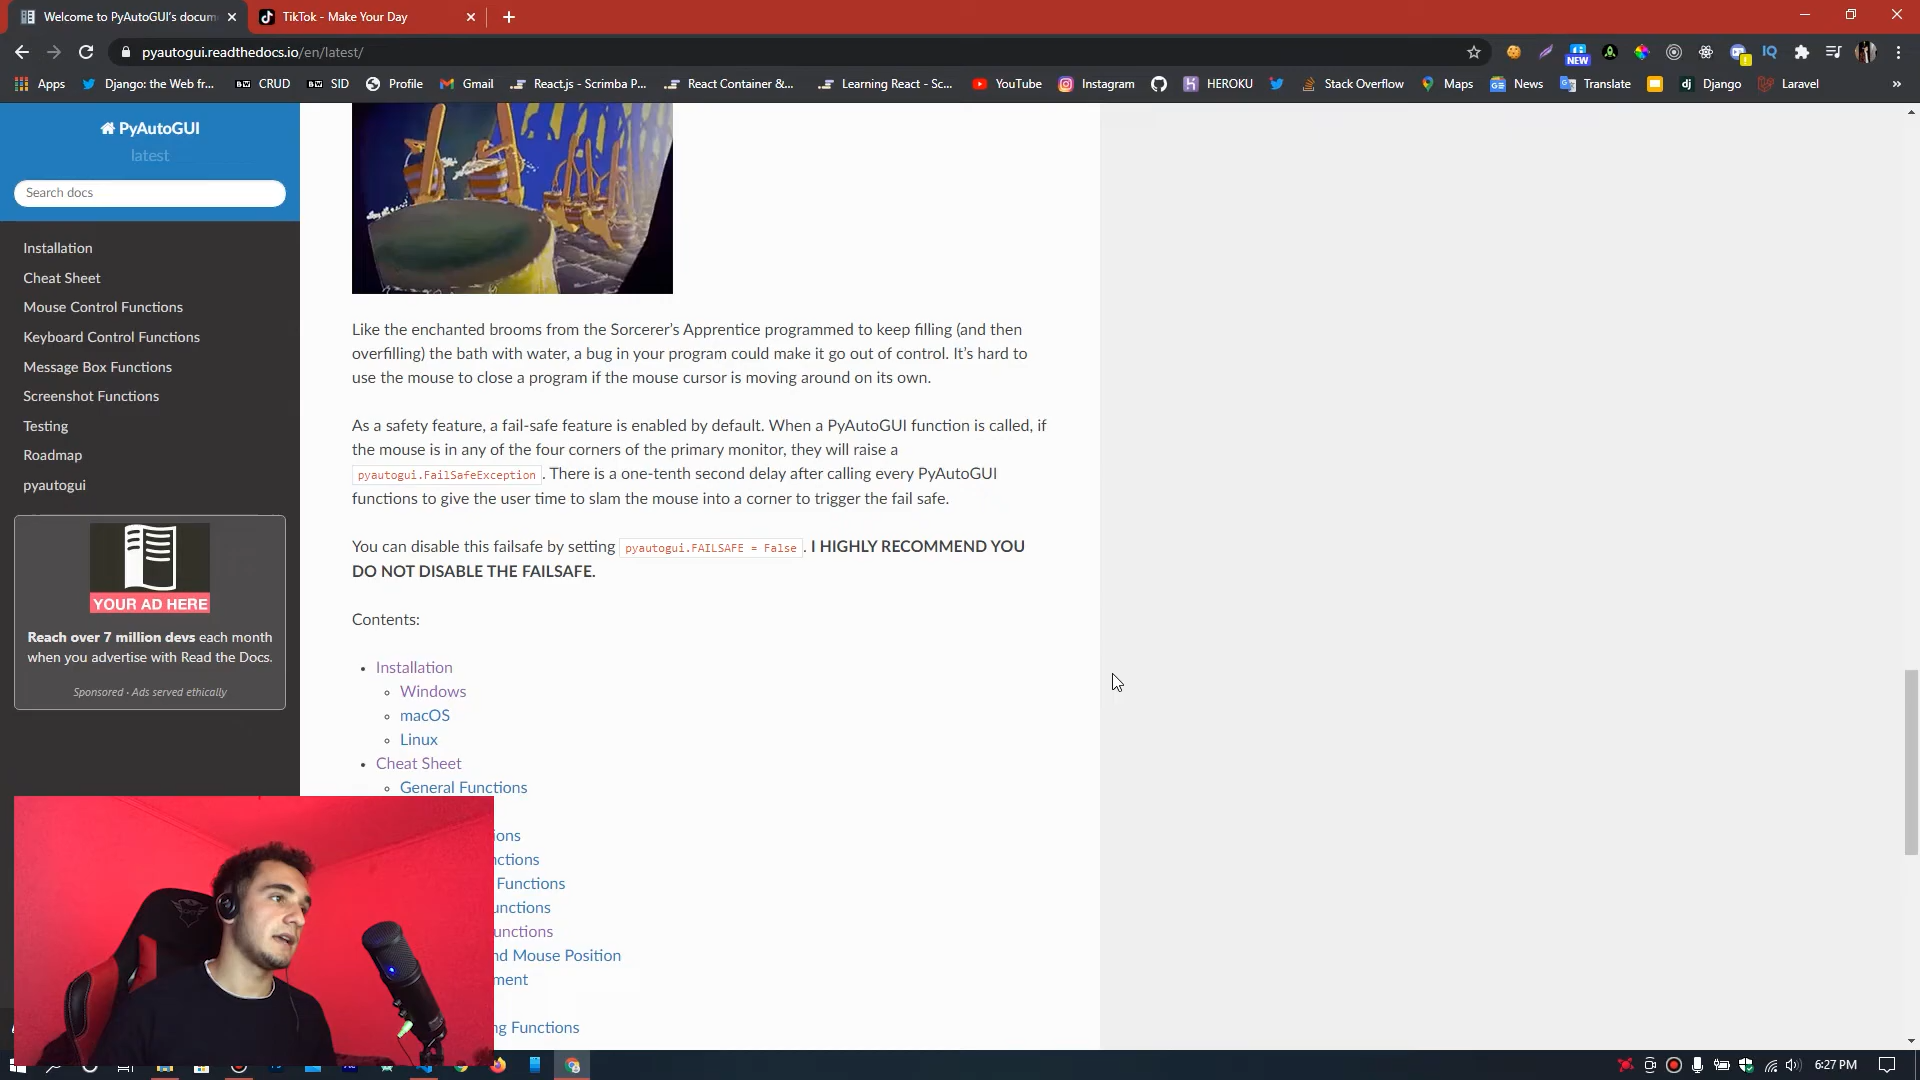 Welcome to PyAutoGUI's docum
TikTok - Make Your Day
pyautogui.readthedocs.io/en/latest/
NEW
IQ
Apps
Django: the Web fr...
BW CRUD
BW SID
Profile
Gmail
React.js - Scrimba P...
React Container &...
Learning React - Sc...
YouTube
Instagram
HEROKU
Stack Overflow
Maps
News
Translate
dj Django
Laravel
»
PyAutoGUI
latest
Search docs
Installation
Cheat Sheet
Mouse Control Functions
Keyboard Control Functions
Message Box Functions
Screenshot Functions
Testing
Roadmap
pyautogui
YOUR AD HERE
Reach over 7 million devs each month
when you advertise with Read the Docs.
Sponsored · Ads served ethically
Like the enchanted brooms from the Sorcerer's Apprentice programmed to keep filling (and then
overfilling) the bath with water, a bug in your program could make it go out of control. It's hard to
use the mouse to close a program if the mouse cursor is moving around on its own.
As a safety feature, a fail-safe feature is enabled by default. When a PyAutoGUI function is called, if
the mouse is in any of the four corners of the primary monitor, they will raise a
pyautogui.FailSafeException. There is a one-tenth second delay after calling every PyAutoGUI
functions to give the user time to slam the mouse into a corner to trigger the fail safe.
You can disable this failsafe by setting pyautogui.FAILSAFE = False. I HIGHLY RECOMMEND YOU
DO NOT DISABLE THE FAILSAFE.
Contents:
Installation
Windows
macOS
Linux
Cheat Sheet
General Functions
ions
nctions
Functions
unctions
unctions
nd Mouse Position
ment
ng Functions
6:27 PM